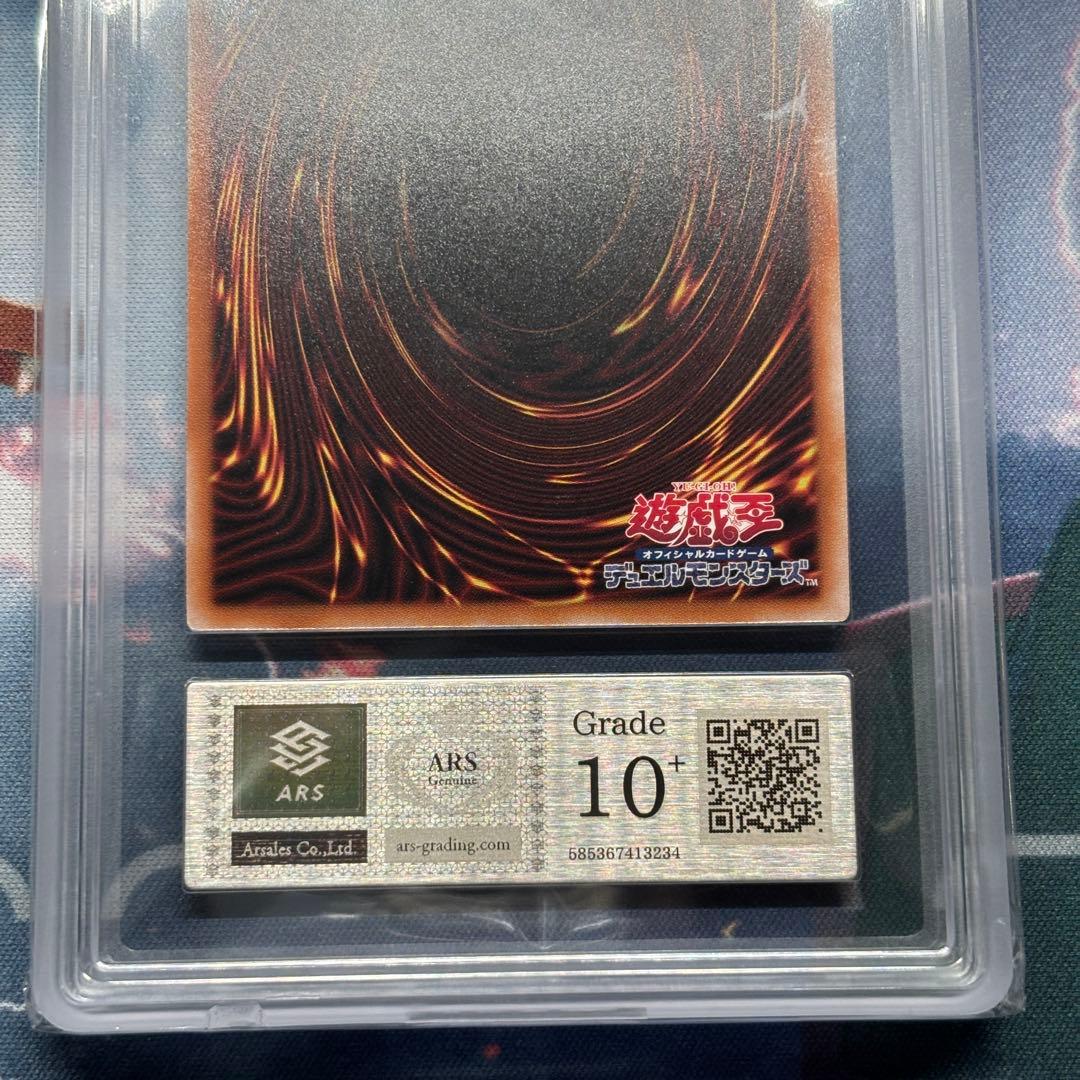 YU-GI-OH!
遊戯王
オフィシャルカードゲーム
デュエルモンスターズ™
ARS
Arsales Co.,Ltd.
ARS
Genuine
ars-grading.com
Grade
10+
585367413234